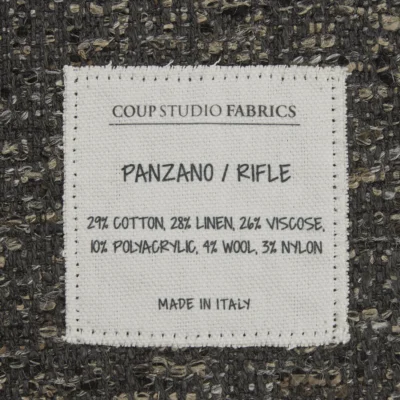 COUP STUDIO FABRICS
PANZANO / RIFLE
29% COTTON, 28% LINEN, 26% VISCOSE,
10% POLYACRYLIC, 4% WOOL, 3% NYLON
MADE IN ITALY